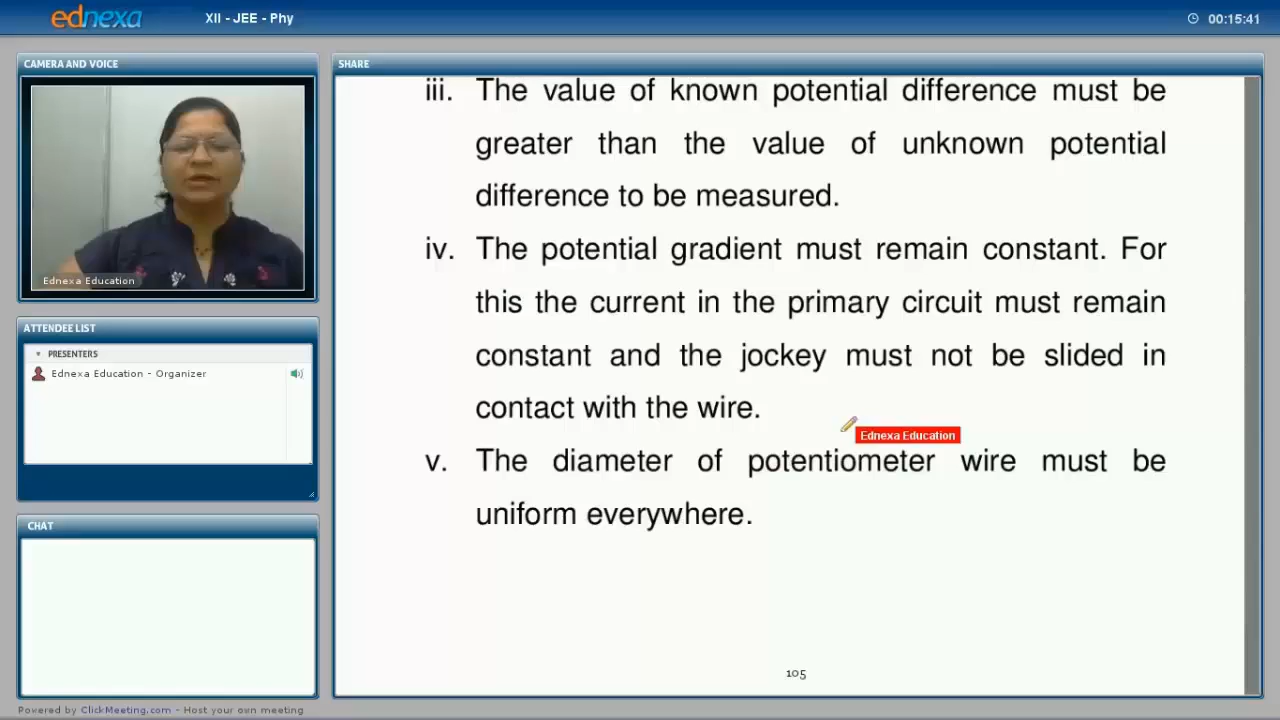 ednexa
XII - JEE - Phy
00:15:41
CAMERA AND VOICE
Ednexa Education
ATTENDEE LIST
PRESENTERS
Ednexa Education - Organizer
CHAT
Powered by ClickMeeting.com - Host your own meeting
SHARE
iii. The value of known potential difference must be
greater than the value of unknown potential
difference to be measured.
iv. The potential gradient must remain constant. For
this the current in the primary circuit must remain
constant and the jockey must not be slided in
contact with the wire.
Ednexa Education
v. The diameter of potentiometer wire must be
uniform everywhere.
105